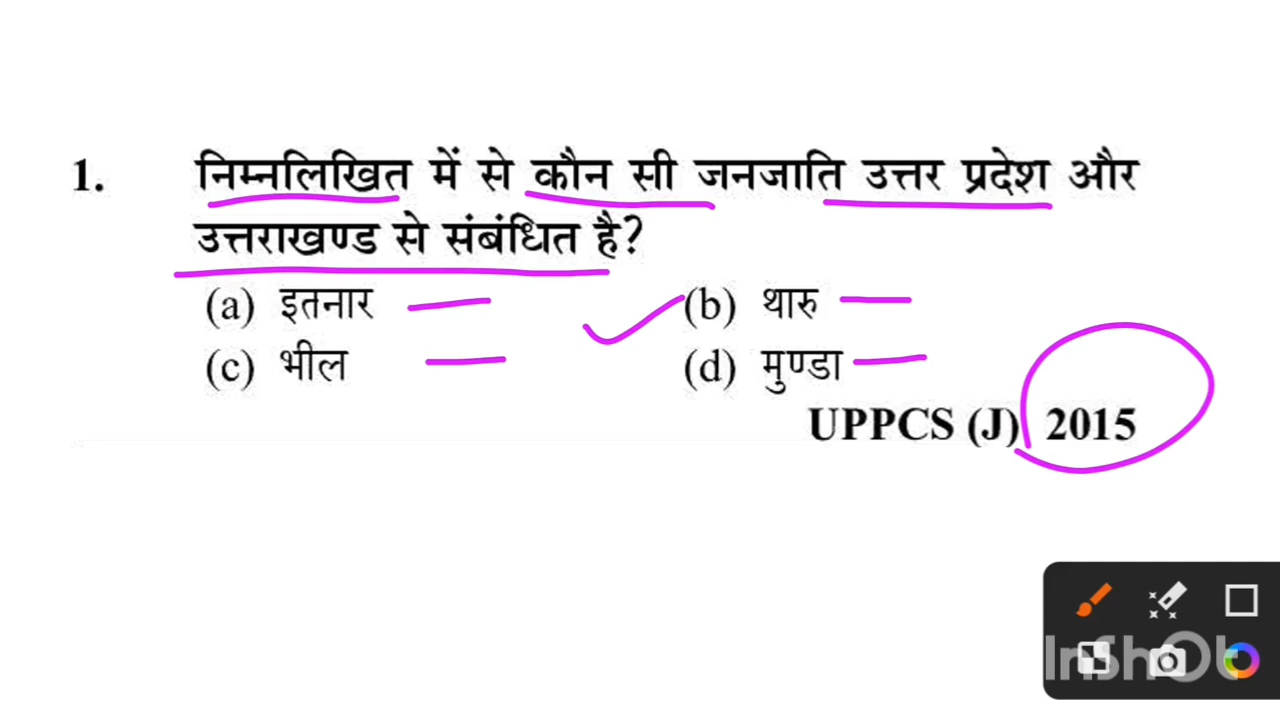 1. निम्नलिखित में से कौन सी जनजाति उत्तर प्रदेश और
उत्तराखण्ड से संबंधित है?
(a) इतनार (b) थारु
(c) भील (d) मुण्डा
UPPCS (J) 2015
InShOt